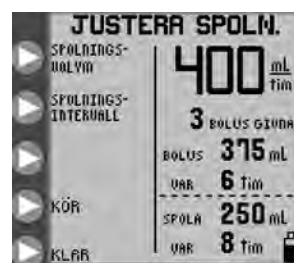 JUSTERA SPOLN.
SPOLNINGS-
VOLYM
SPOLNINGS-
INTERVALL
KÖR
KLAR
400 mL
tim
3 BOLUS GIVNA
BOLUS 375 mL
VAR 6 tim
SPOLA 250 mL
VAR 8 tim